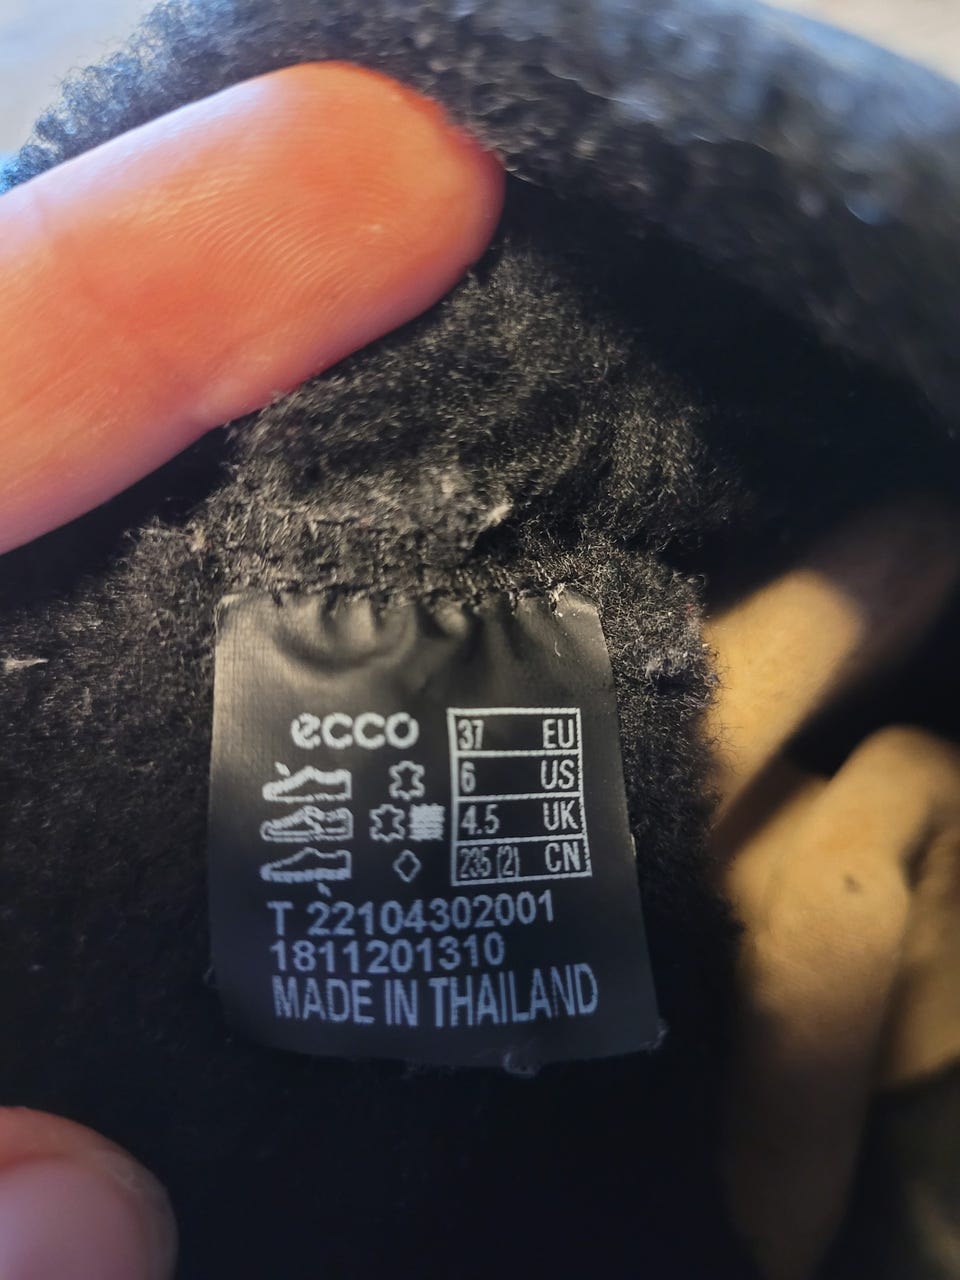 ecco
37 EU
6 US
4.5 UK
235 (2) CN
T 22104302001
1811201310
MADE IN THAILAND